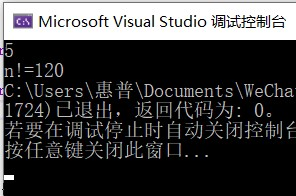 Microsoft Visual Studio 调试控制台
5
n!=120
C:\Users\惠普\Documents\WeCha
1724)已退出，返回代码为: 0。
若要在调试停止时自动关闭控制台
按任意键关闭此窗口...